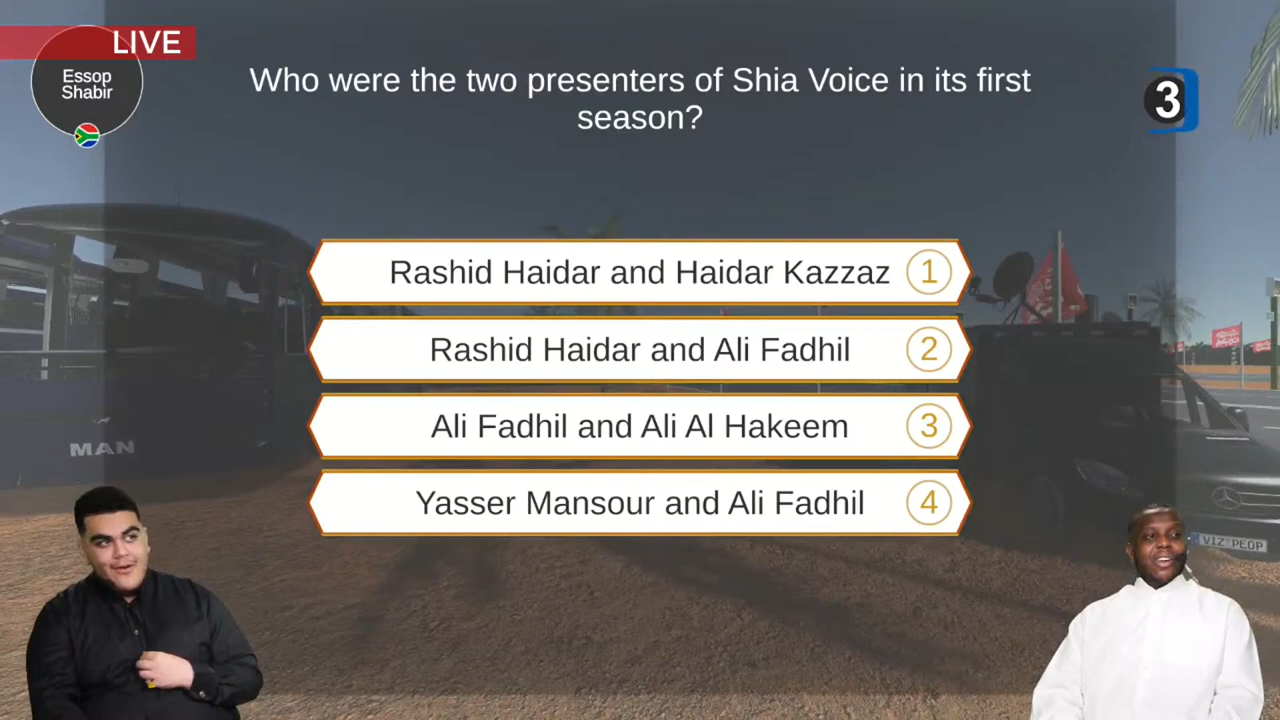 LIVE
Essop
Shabir
Who were the two presenters of Shia Voice in its first
season?
3
Rashid Haidar and Haidar Kazzaz 1
Rashid Haidar and Ali Fadhil 2
Ali Fadhil and Ali Al Hakeem 3
Yasser Mansour and Ali Fadhil 4
MAN
VIZ PEOP